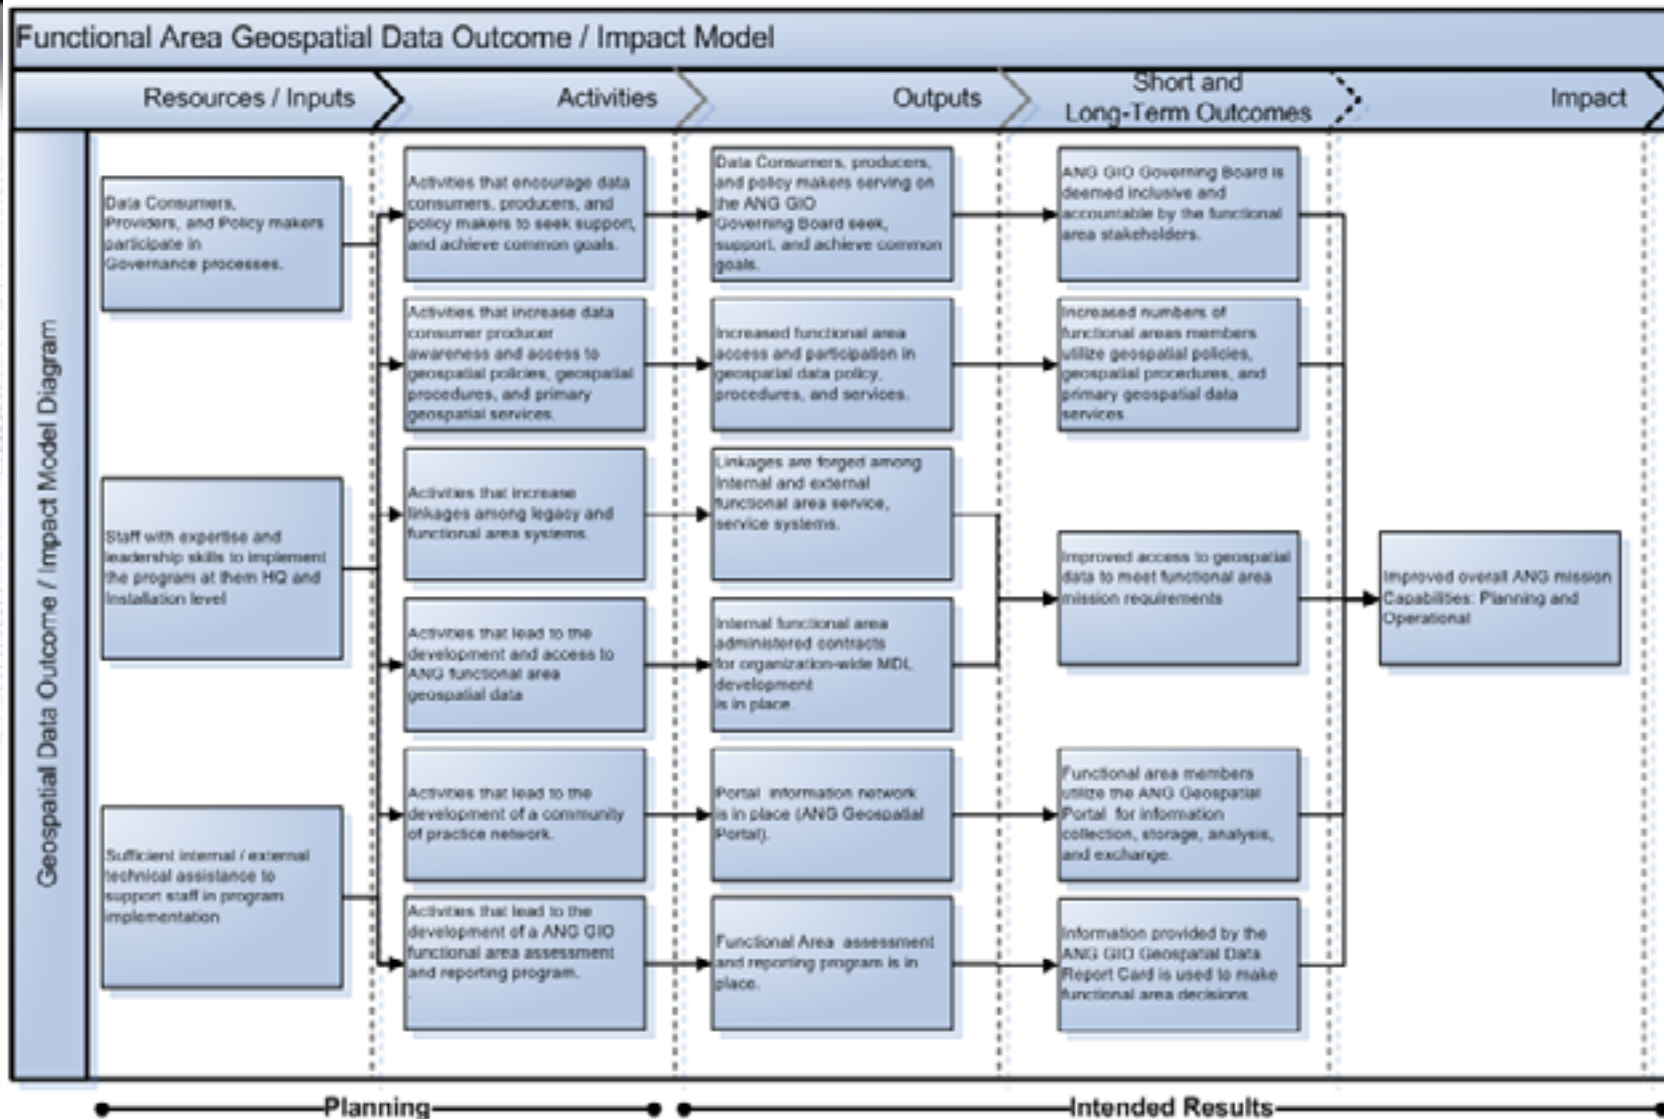 Functional Area Geospatial Data Outcome / Impact Model
Resources / Inputs
Activities
Outputs
Short and
Long-Term Outcomes
Impact
Geospatial Data Outcome / Impact Model Diagram
Data Consumers,
Providers, and Policy makers
participate in
Governance processes.
Staff with expertise and
leadership skills to implement
the program at them HQ and
Installation level
Sufficient internal / external
technical assistance to
support staff in program
implementation
Activities that encourage data
consumers, producers, and
policy makers to seek support,
and achieve common goals.
Activities that increase data
consumer producer
awareness and access to
geospatial policies, geospatial
procedures, and primary
geospatial services.
Activities that increase
linkages among legacy and
functional area systems.
Activities that lead to the
development and access to
ANG functional area
geospatial data
Activities that lead to the
development of a community
of practice network.
Activities that lead to the
development of a ANG GIO
functional area assessment
and reporting program.
.
Data Consumers, producers,
and policy makers serving on
the ANG GIO
Governing Board seek,
support, and achieve common
goals.
Increased functional area
access and participation in
geospatial data policy,
procedures, and services.
Linkages are forged among
Internal and external
functional area service,
service systems.
Internal functional area
administered contracts
for organization-wide MDL
development
is in place.
Portal information network
is in place (ANG Geospatial
Portal).
Functional Area assessment
and reporting program is in
place.
ANG GIO Governing Board is
deemed inclusive and
accountable by the functional
area stakeholders.
Increased numbers of
functional areas members
utilize geospatial policies,
geospatial procedures, and
primary geospatial data
services.
Improved access to geospatial
data to meet functional area
mission requirements
Functional area members
utilize the ANG Geospatial
Portal for information
collection, storage, analysis,
and exchange.
Information provided by the
ANG GIO Geospatial Data
Report Card is used to make
functional area decisions.
Improved overall ANG mission
Capabilities: Planning and
Operational
Planning
Intended Results